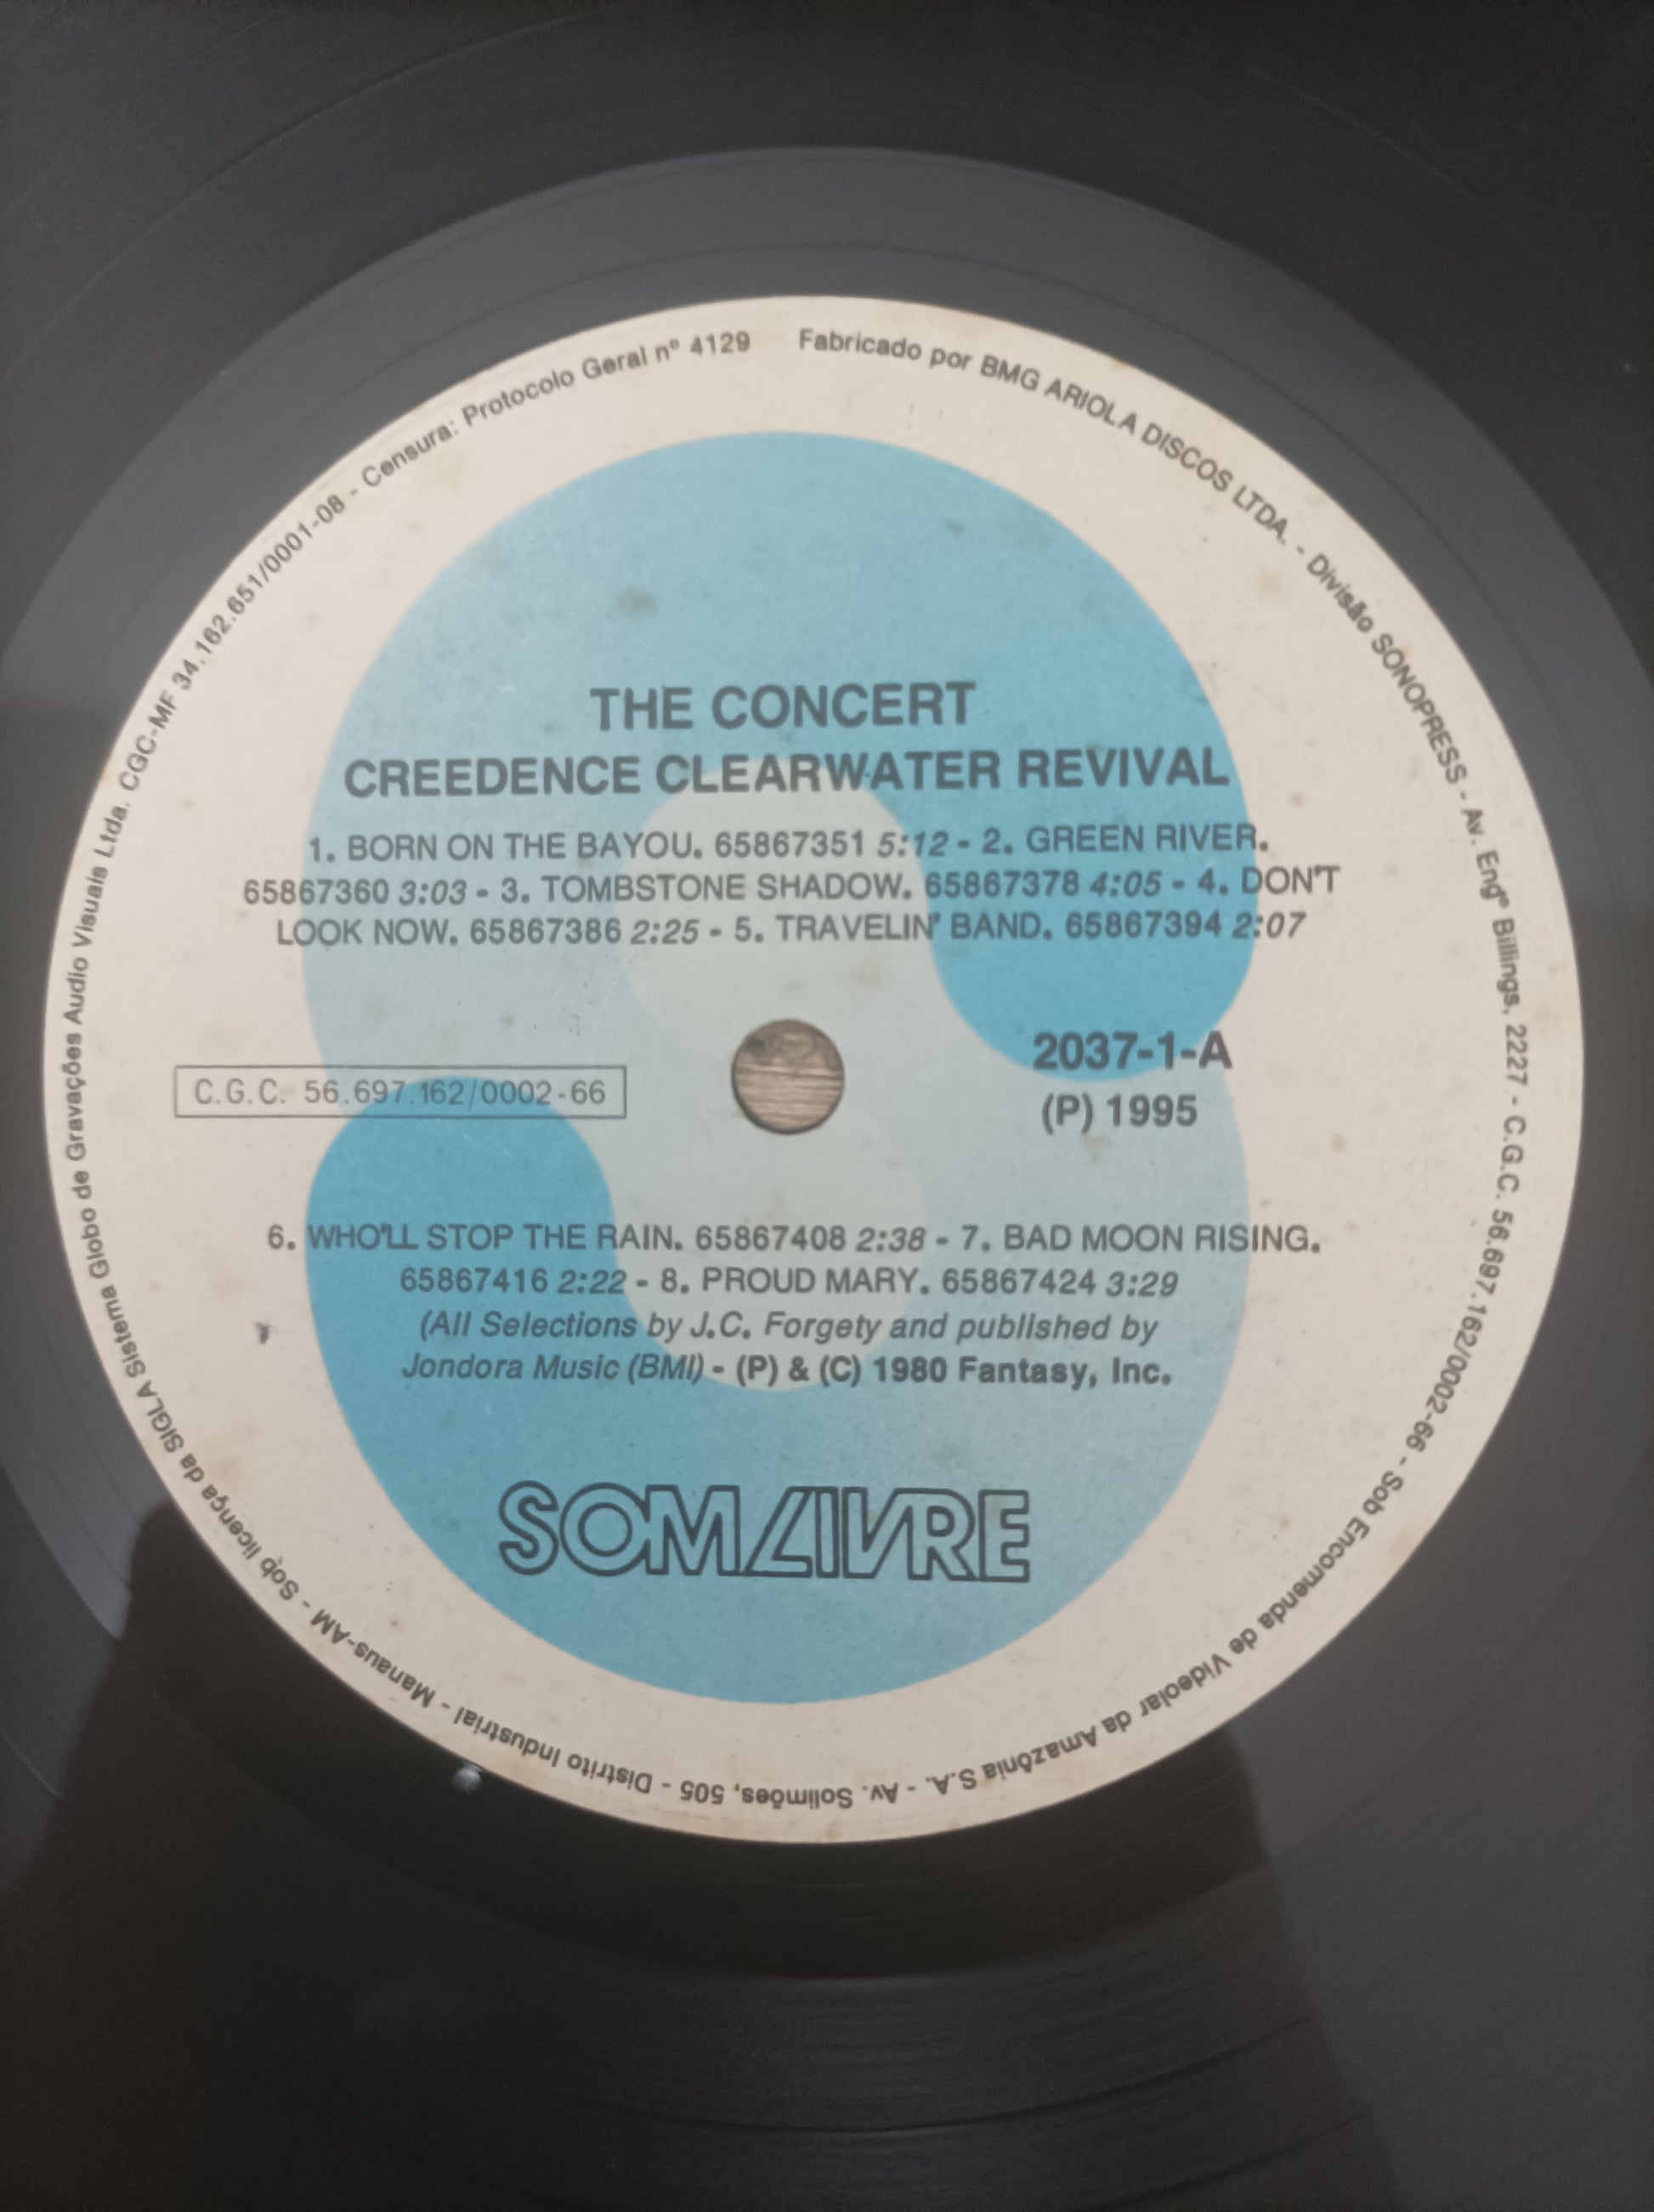 THE CONCERT
CREEDENCE CLEARWATER REVIVAL
1. BORN ON THE BAYOU. 65867351 5:12 - 2. GREEN RIVER.
65867360 3:03 - 3. TOMBSTONE SHADOW. 65867378 4:05 - 4. DON'T
LOOK NOW. 65867386 2:25 - 5. TRAVELIN' BAND. 65867394 2:07
C.G.C. 56.697.162/0002-66
2037-1-A
(P) 1995
6. WHO'LL STOP THE RAIN. 65867408 2:38 - 7. BAD MOON RISING.
65867416 2:22 - 8. PROUD MARY. 65867424 3:29
(All Selections by J.C. Forgety and published by
Jondora Music (BMI) - (P) & (C) 1980 Fantasy, Inc.
SOM LIVRE
Fabricado por BMG ARIOLA DISCOS LTDA. - Divisão SONOPRESS - Av. Engº Billings, 2227 - C.G.C. 56.697.162/0002-66 - Sob Encomenda de Videolar da Amazônia S.A. - Av. Solimões, 505 - Distrito Industrial - Manaus-AM - Sob licença da SIGLA Sistema Globo de Gravações Audio Visuais Ltda. CGC-MF 34.162.651/0001-08 - Censura: Protocolo Geral nº 4129